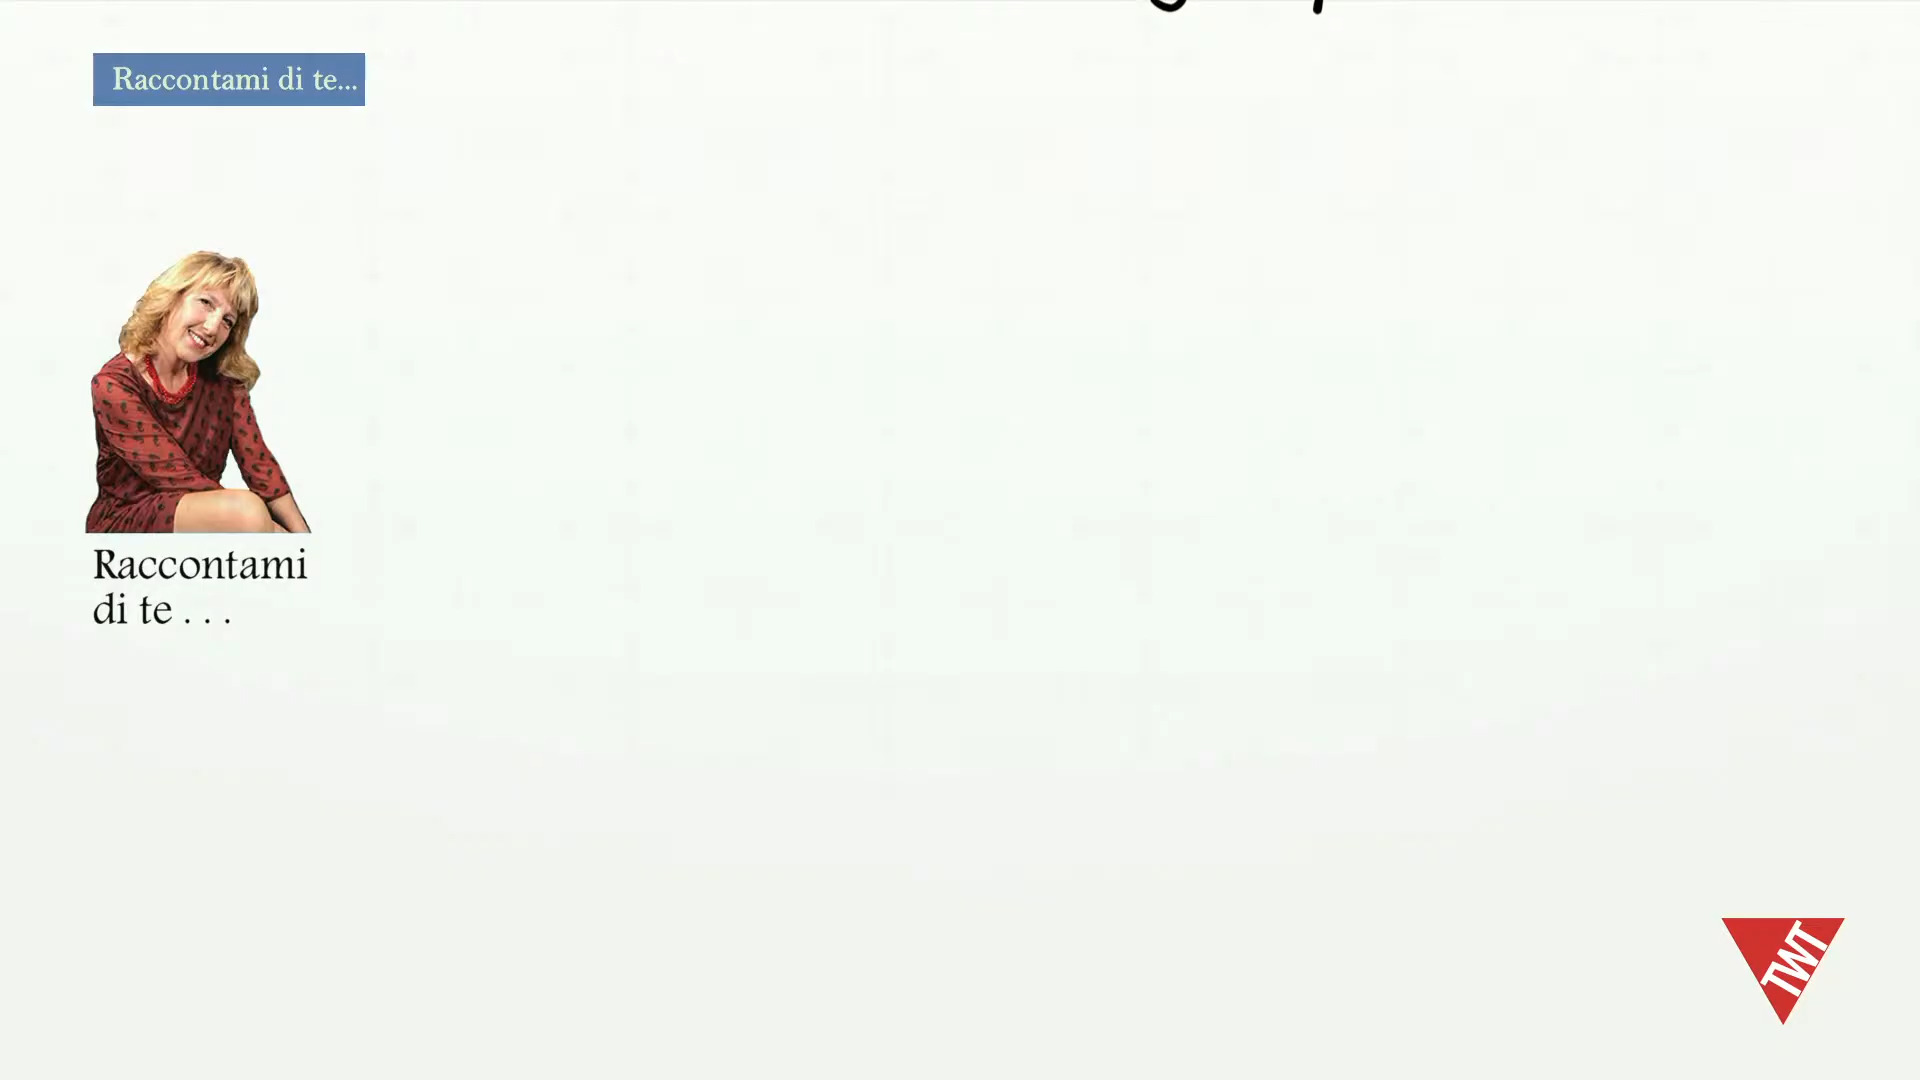 Raccontami di te...
Raccontami
di te . . .
TWT